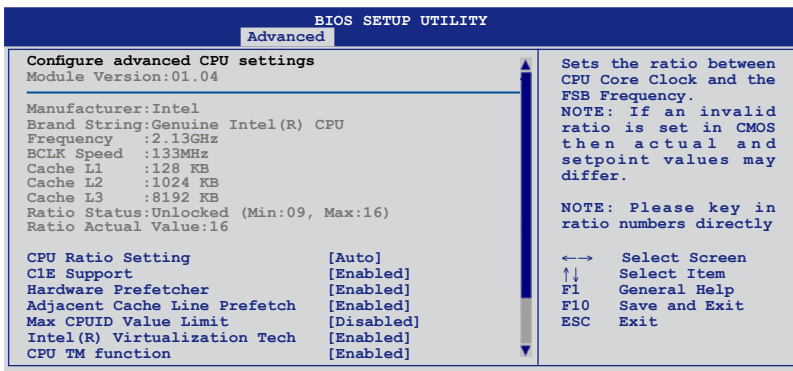 BIOS SETUP UTILITY
Advanced
Configure advanced CPU settings
Module Version:01.04
Manufacturer:Intel
Brand String:Genuine Intel(R) CPU
Frequency :2.13GHz
BCLK Speed :133MHz
Cache L1 :128 KB
Cache L2 :1024 KB
Cache L3 :8192 KB
Ratio Status:Unlocked (Min:09, Max:16)
Ratio Actual Value:16
CPU Ratio Setting [Auto]
C1E Support [Enabled]
Hardware Prefetcher [Enabled]
Adjacent Cache Line Prefetch [Enabled]
Max CPUID Value Limit [Disabled]
Intel(R) Virtualization Tech [Enabled]
CPU TM function [Enabled]
Sets the ratio between
CPU Core Clock and the
FSB Frequency.
NOTE: If an invalid
ratio is set in CMOS
then actual and
setpoint values may
differ.
NOTE: Please key in
ratio numbers directly
←→ Select Screen
↑↓ Select Item
F1 General Help
F10 Save and Exit
ESC Exit